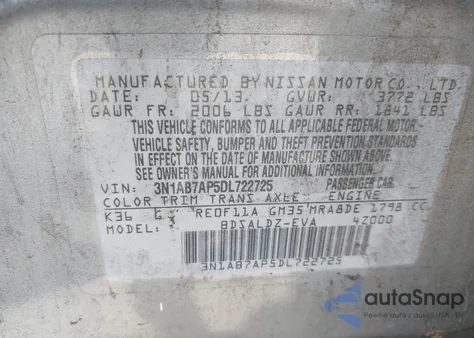 MANUFACTURED BY NISSAN MOTOR CO., LTD.
DATE: 05/13 GVWR: 3772 LBS
GAWR FR: 2006 LBS GAWR RR: 1841 LBS
THIS VEHICLE CONFORMS TO ALL APPLICABLE FEDERAL MOTOR
VEHICLE SAFETY, BUMPER AND THEFT PREVENTION STANDARDS
IN EFFECT ON THE DATE OF MANUFACTURE SHOWN ABOVE.
SEE OWNER'S MANUAL FOR ADDITIONAL INFORMATION.
VIN: 3N1AB7AP5DL722725 PASSENGER CAR
COLOR TRIM TRANS AXLE ENGINE
K36 RE0F11A GM35 MRA8DE 1798 CC
MODEL: BDSALDZ-EVA 4Z000
3N1AB7AP5DL722725
autoSnap